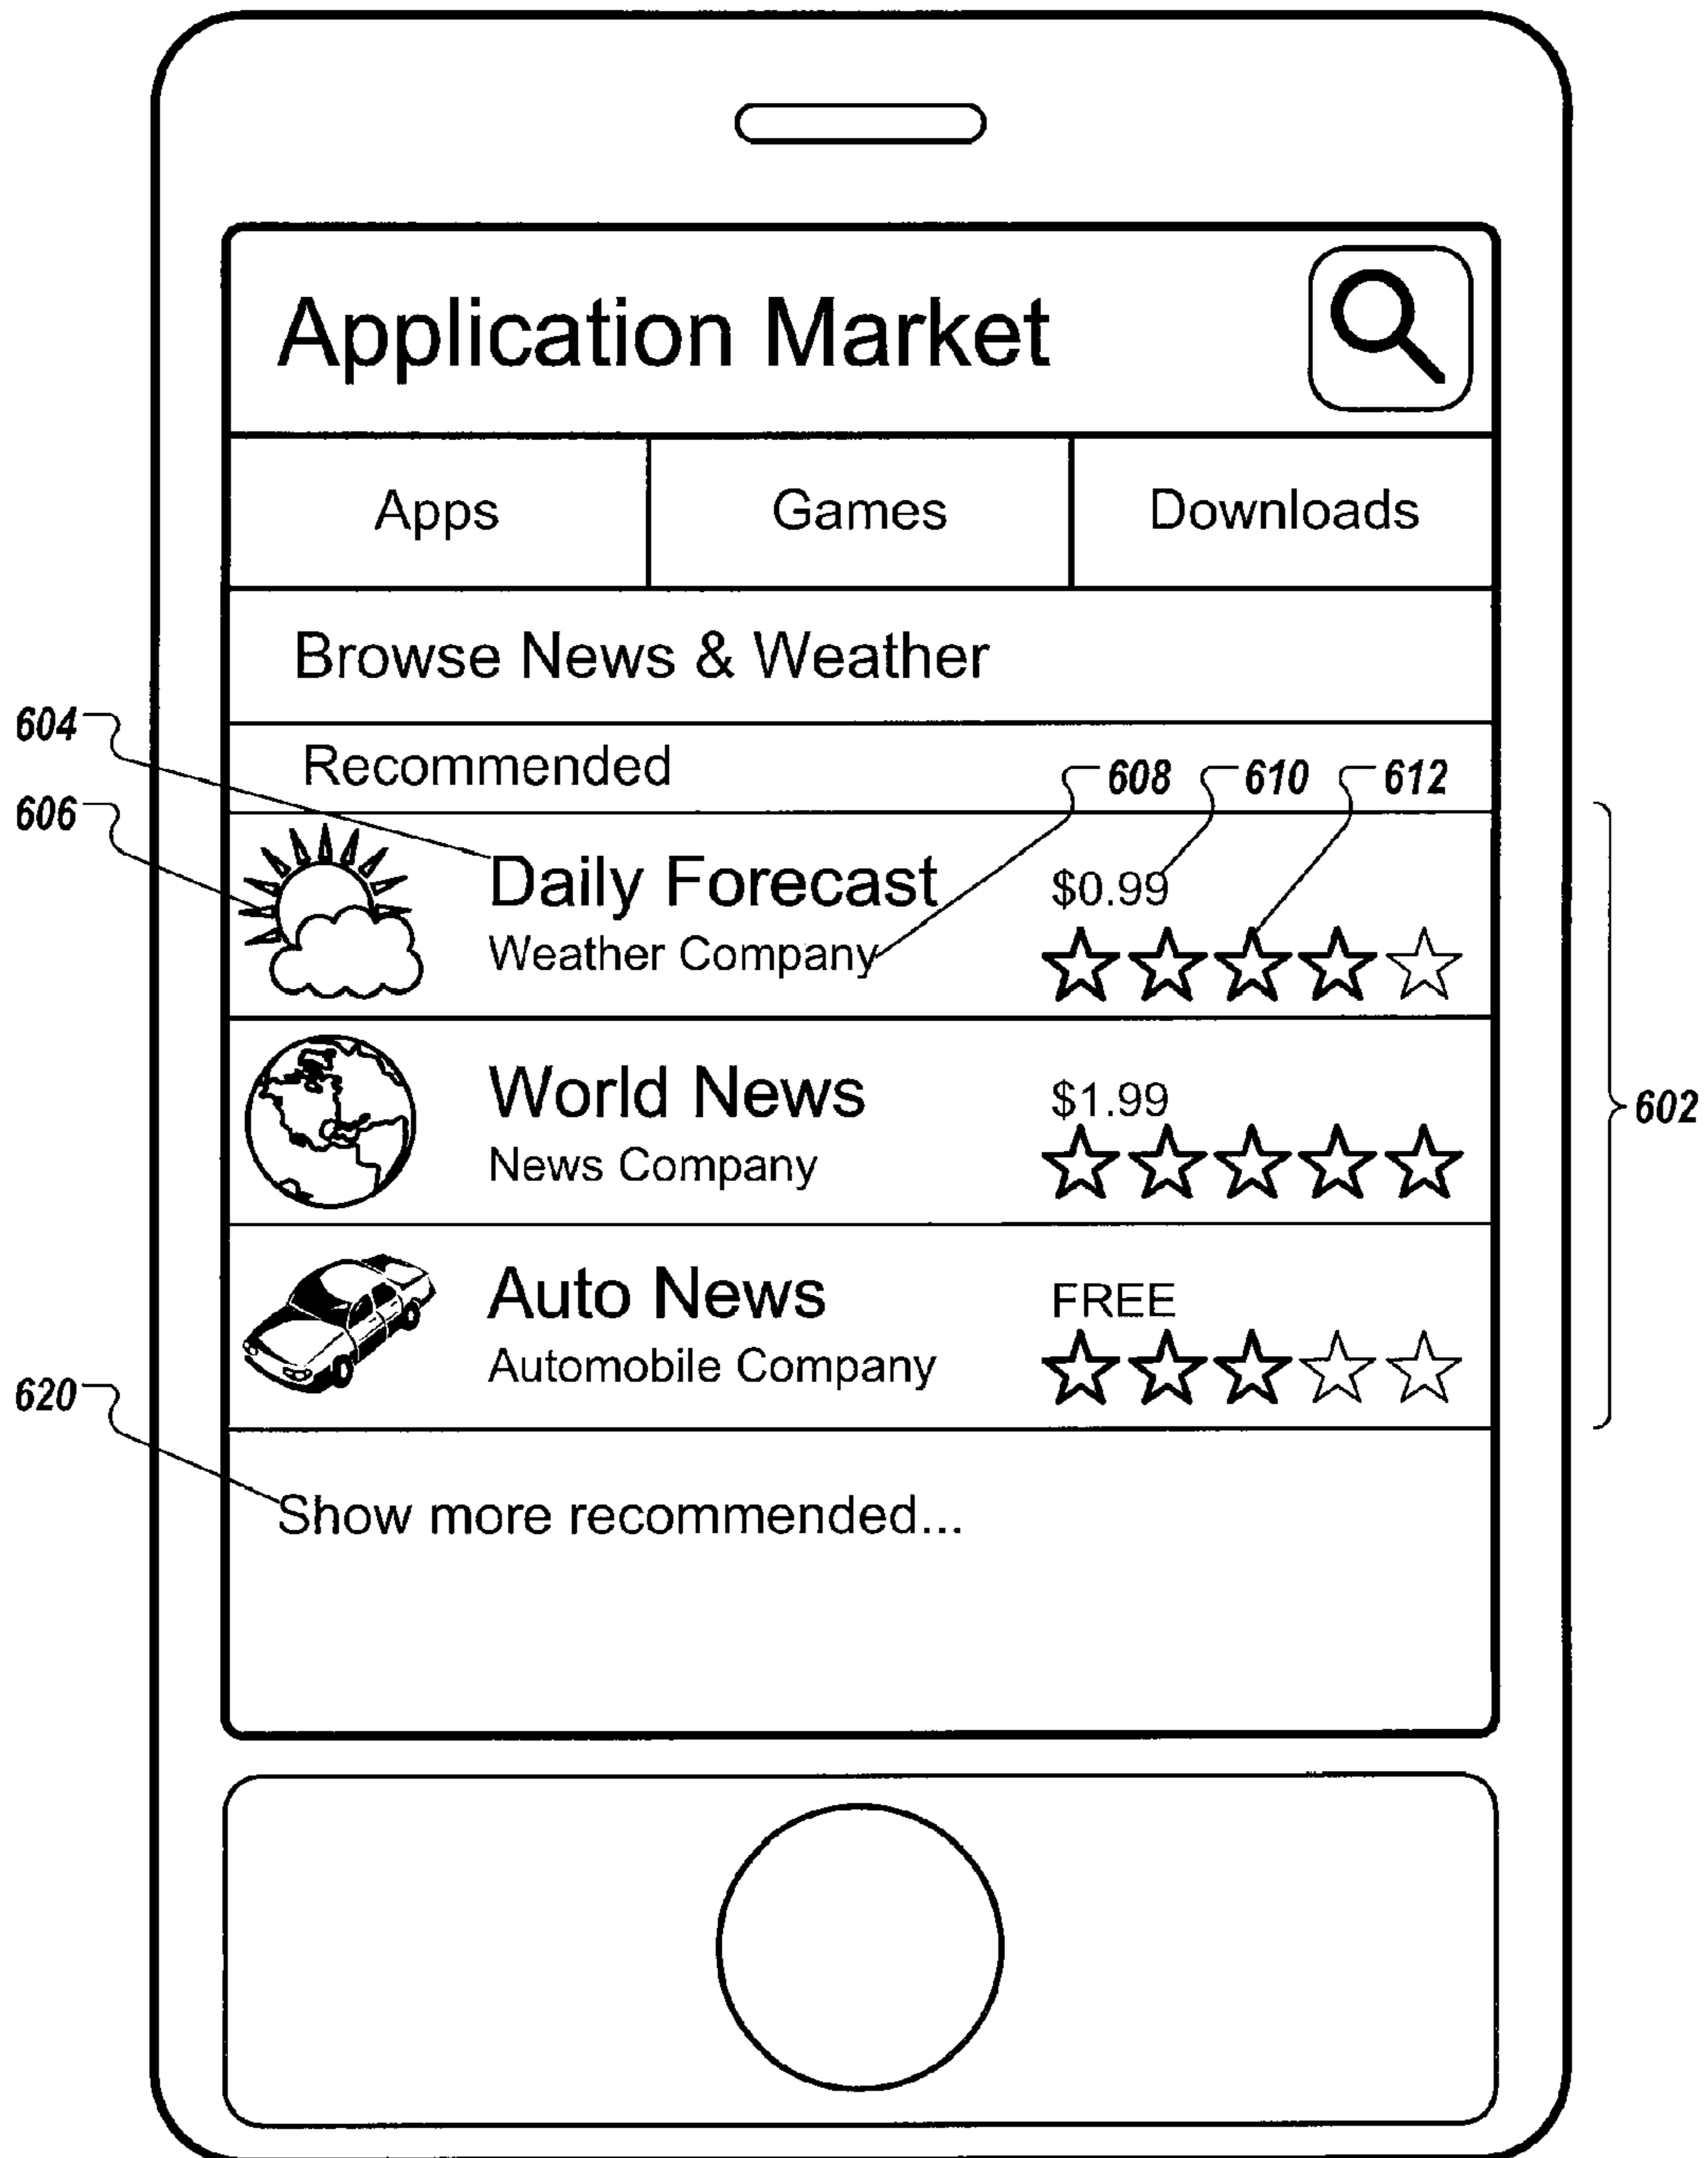 Application Market
Apps Games Downloads
Browse News & Weather
604
Recommended 608 610 612
606
Daily Forecast $0.99
Weather Company
World News $1.99
602
News Company
Auto News FREE
Automobile Company
620
Show more recommended...